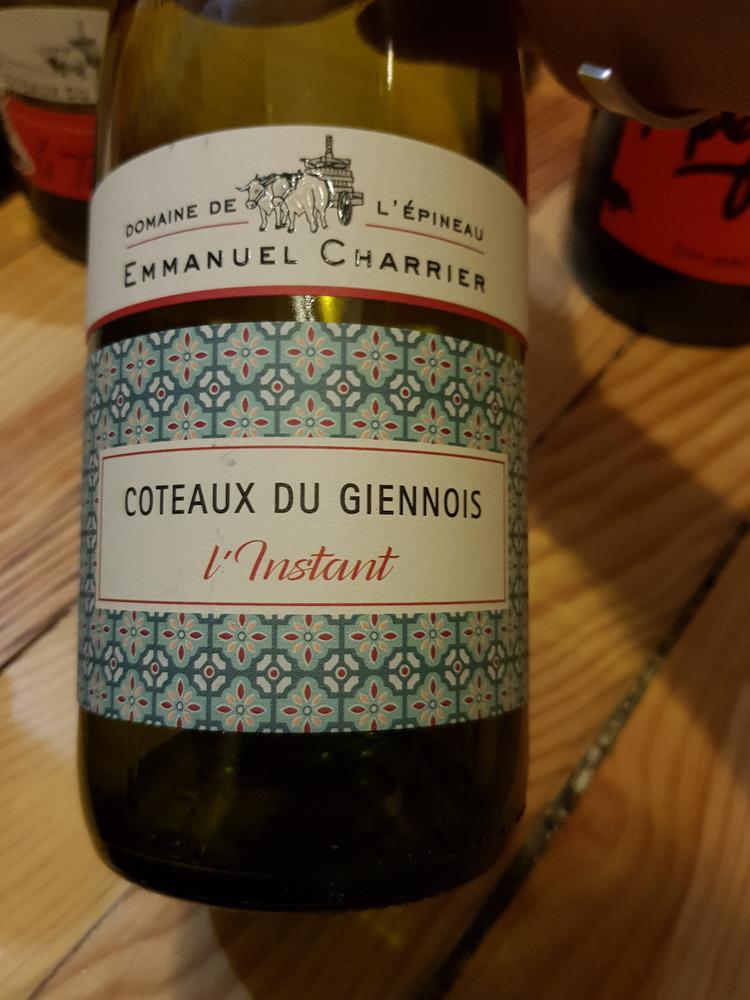 DOMAINE DE L'ÉPINEAU
EMMANUEL CHARRIER
COTEAUX DU GIENNOIS
l'Instant